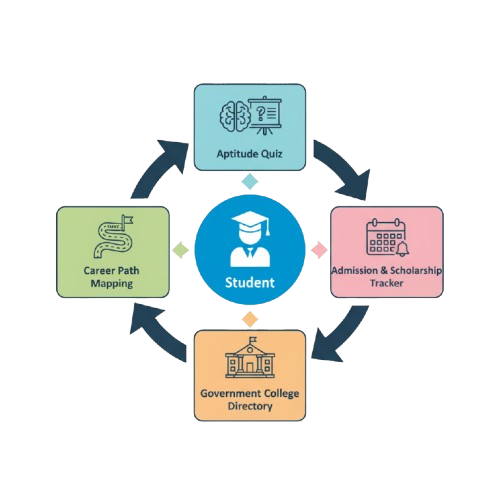 Aptitude Quiz
Career Path
Mapping
Student
Admission & Scholarship
Tracker
Government College
Directory